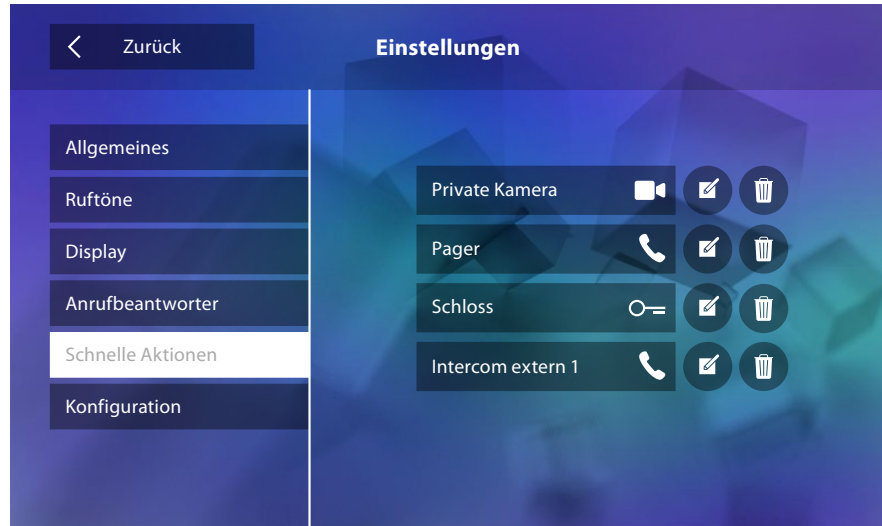 Zurück
Einstellungen
Allgemeines
Ruftöne
Display
Anrufbeantworter
Schnelle Aktionen
Konfiguration
Private Kamera
Pager
Schloss
Intercom extern 1